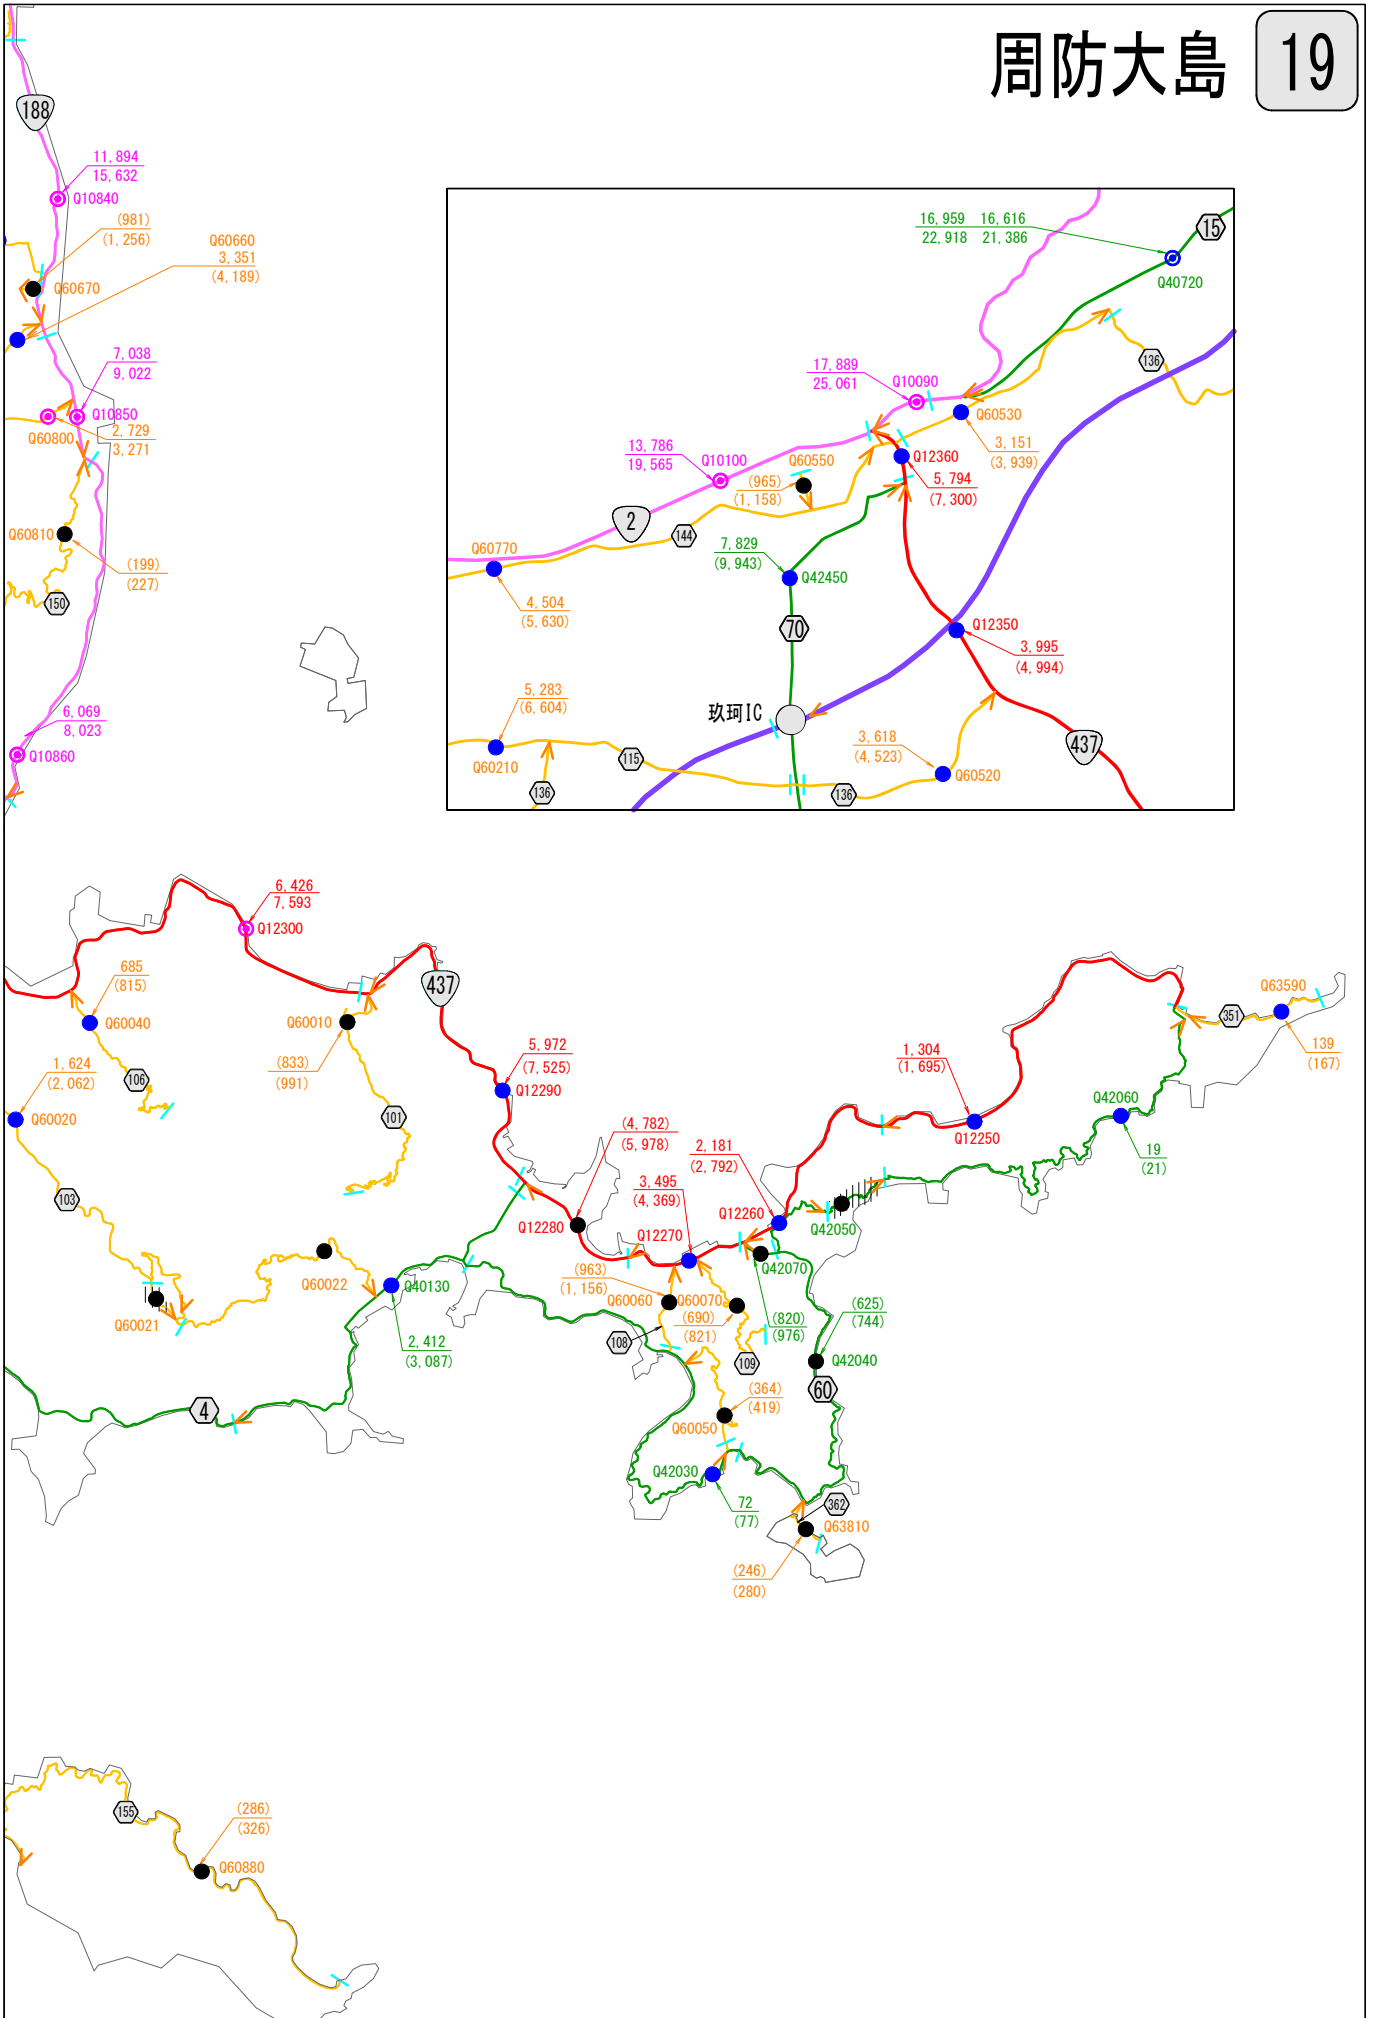 周防大島 19
188
11,894
15,632
Q10840
(981)
(1,256)
Q60660
3,351
(4,189)
Q60670
7,038
9,022
Q10850
Q60800
2,729
3,271
Q60810
(199)
(227)
150
6,069
8,023
Q10860
16,959 16,616
22,918 21,386
15
Q40720
136
17,889
25,061
Q10090
Q60530
3,151
(3,939)
13,786
19,565
Q10100
Q60550
(965)
(1,158)
Q12360
5,794
(7,300)
2
144
Q60770
4,504
(5,630)
7,829
(9,943)
Q42450
70
Q12350
3,995
(4,994)
5,283
(6,604)
Q60210
玖珂IC
115
136
136
3,618
(4,523)
Q60520
437
6,426
7,593
Q12300
685
(815)
Q60040
437
Q60010
(833)
(991)
106
101
1,624
(2,062)
Q60020
103
5,972
(7,525)
Q12290
(4,782)
(5,978)
Q12280
3,495
(4,369)
Q12270
2,181
(2,792)
Q12260
1,304
(1,695)
Q12250
Q63590
351
139
(167)
Q42060
19
(21)
Q42050
Q42070
(820)
(976)
(625)
(744)
Q42040
60
Q60022
Q60021
Q40130
2,412
(3,087)
4
(963)
(1,156)
Q60060
Q60070
(690)
(821)
108
109
(364)
(419)
Q60050
Q42030
72
(77)
362
Q63810
(246)
(280)
155
(286)
(326)
Q60880